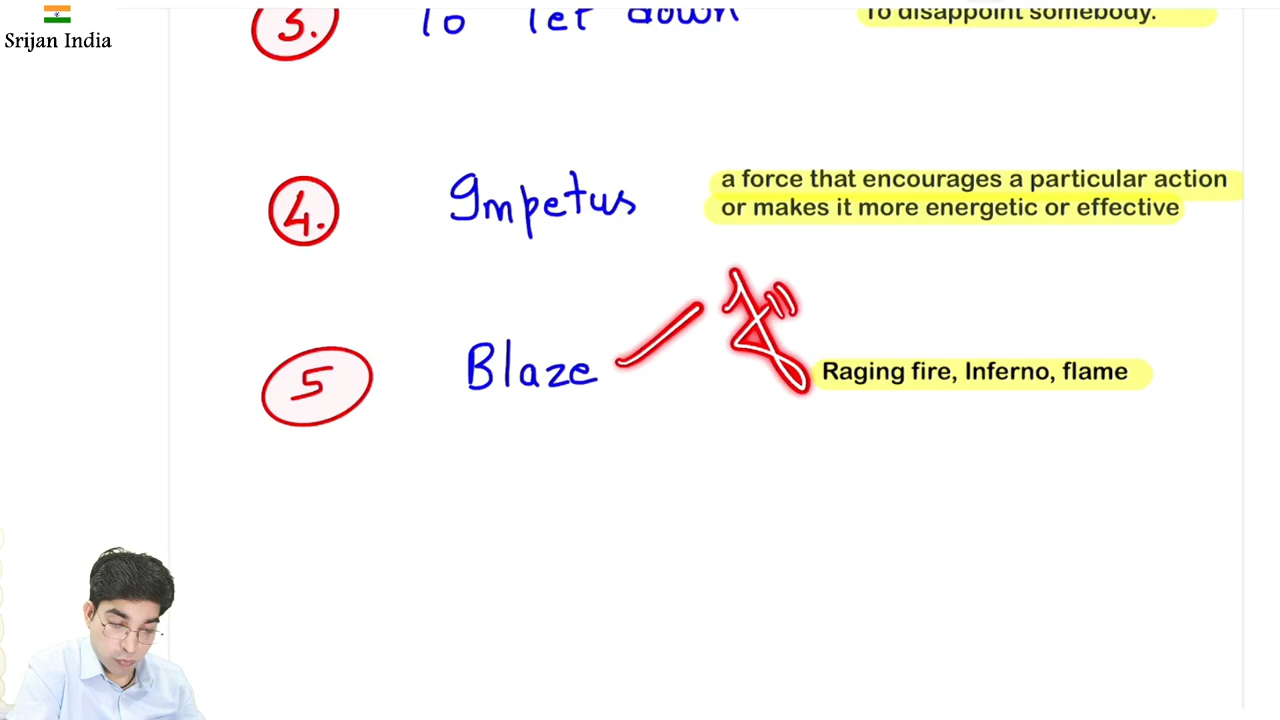 Srijan India
3. To let down To disappoint somebody.
4. Impetus a force that encourages a particular action
or makes it more energetic or effective
5 Blaze Raging fire, Inferno, flame